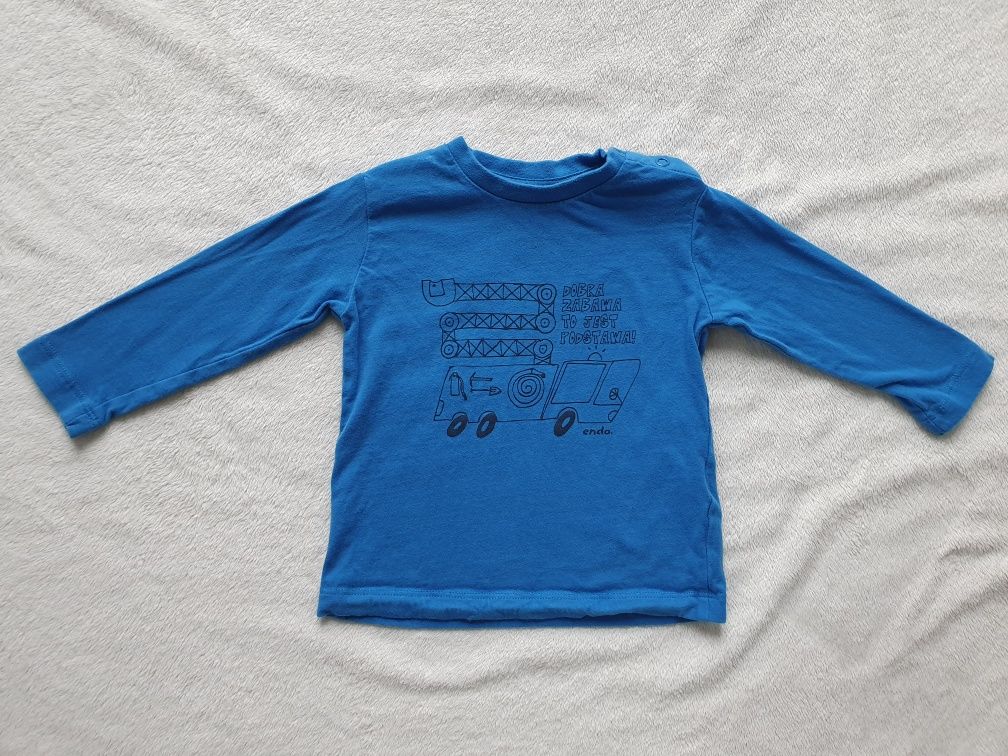 DOBRA
ZABAWA
TO JEST
PODSTAWA!
endo.